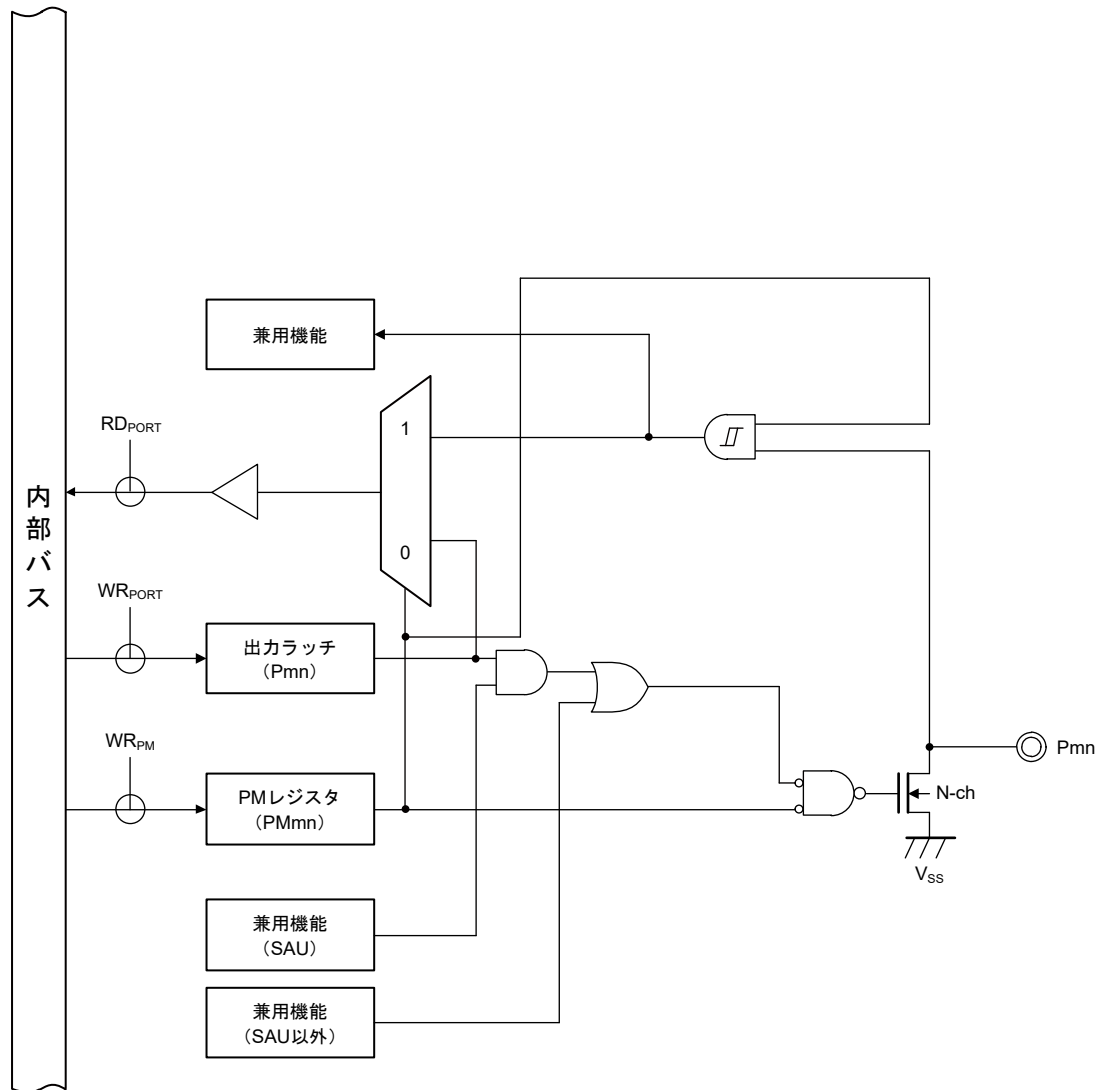 兼用機能
RDPORT
1
0
内部バス
WRPORT
出力ラッチ
（Pmn）
WRPM
PMレジスタ
（PMmn）
Pmn
N-ch
VSS
兼用機能
（SAU）
兼用機能
（SAU以外）